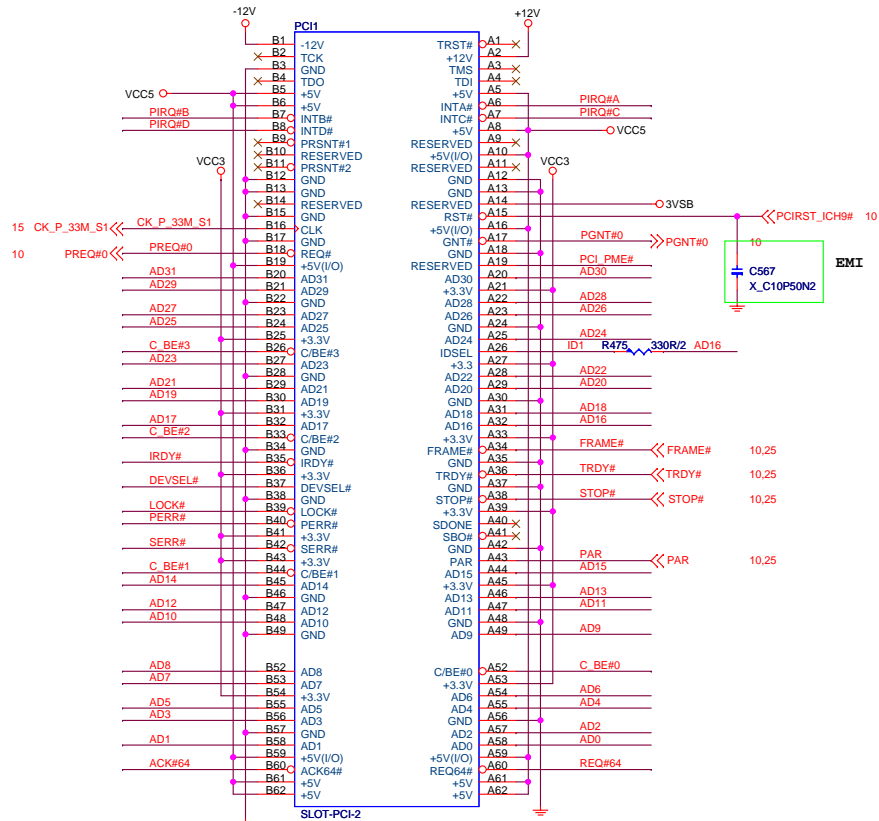 -12V +12V
PCI1
B1 -12V TRST# A1
B2 TCK +12V A2
B3 GND TMS A3
B4 TDO TDI A4
VCC5 B5 +5V +5V A5
B6 +5V INTA# A6 PIRQ#A
PIRQ#B B7 INTB# INTC# A7 PIRQ#C
PIRQ#D B8 INTD# +5V A8 VCC5
B9 PRSNT#1 RESERVED A9
B10 RESERVED +5V(I/O) A10
B11 PRSNT#2 RESERVED A11
VCC3 B12 GND GND A12 VCC3
B13 GND GND A13
B14 RESERVED RESERVED A14 3VSB
B15 GND RST# A15 PCIRST_ICH9# 10
15 CK_P_33M_S1 CK_P_33M_S1 B16 CLK +5V(I/O) A16
B17 GND GNT# A17 PGNT#0 PGNT#0 10
10 PREQ#0 PREQ#0 B18 REQ# GND A18
B19 +5V(I/O) RESERVED A19 PCI_PME#
AD31 B20 AD31 AD30 A20 AD30
AD29 B21 AD29 +3.3V A21
B22 GND AD28 A22 AD28
AD27 B23 AD27 AD26 A23 AD26
AD25 B24 AD25 GND A24
B25 +3.3V AD24 A25 AD24
C_BE#3 B26 C/BE#3 IDSEL A26 ID1 R475 330R/2 AD16
AD23 B27 AD23 +3.3 A27
B28 GND AD22 A28 AD22
AD21 B29 AD21 AD20 A29 AD20
AD19 B30 AD19 GND A30
B31 +3.3V AD18 A31 AD18
AD17 B32 AD17 AD16 A32 AD16
C_BE#2 B33 C/BE#2 +3.3V A33
B34 GND FRAME# A34 FRAME# FRAME# 10,25
IRDY# B35 IRDY# GND A35
B36 +3.3V TRDY# A36 TRDY# TRDY# 10,25
DEVSEL# B37 DEVSEL# GND A37
B38 GND STOP# A38 STOP# STOP# 10,25
LOCK# B39 LOCK# +3.3V A39
PERR# B40 PERR# SDONE A40
B41 +3.3V SBO# A41
SERR# B42 SERR# GND A42
B43 +3.3V PAR A43 PAR PAR 10,25
C_BE#1 B44 C/BE#1 AD15 A44 AD15
AD14 B45 AD14 +3.3V A45
B46 GND AD13 A46 AD13
AD12 B47 AD12 AD11 A47 AD11
AD10 B48 AD10 GND A48
B49 GND AD9 A49 AD9
AD8 B52 AD8 C/BE#0 A52 C_BE#0
AD7 B53 AD7 +3.3V A53
B54 +3.3V AD6 A54 AD6
AD5 B55 AD5 AD4 A55 AD4
AD3 B56 AD3 GND A56
B57 GND AD2 A57 AD2
AD1 B58 AD1 AD0 A58 AD0
B59 +5V(I/O) +5V(I/O) A59
ACK#64 B60 ACK64# REQ64# A60 REQ#64
B61 +5V +5V A61
B62 +5V +5V A62
SLOT-PCI-2
EMI
C567
X_C10P50N2